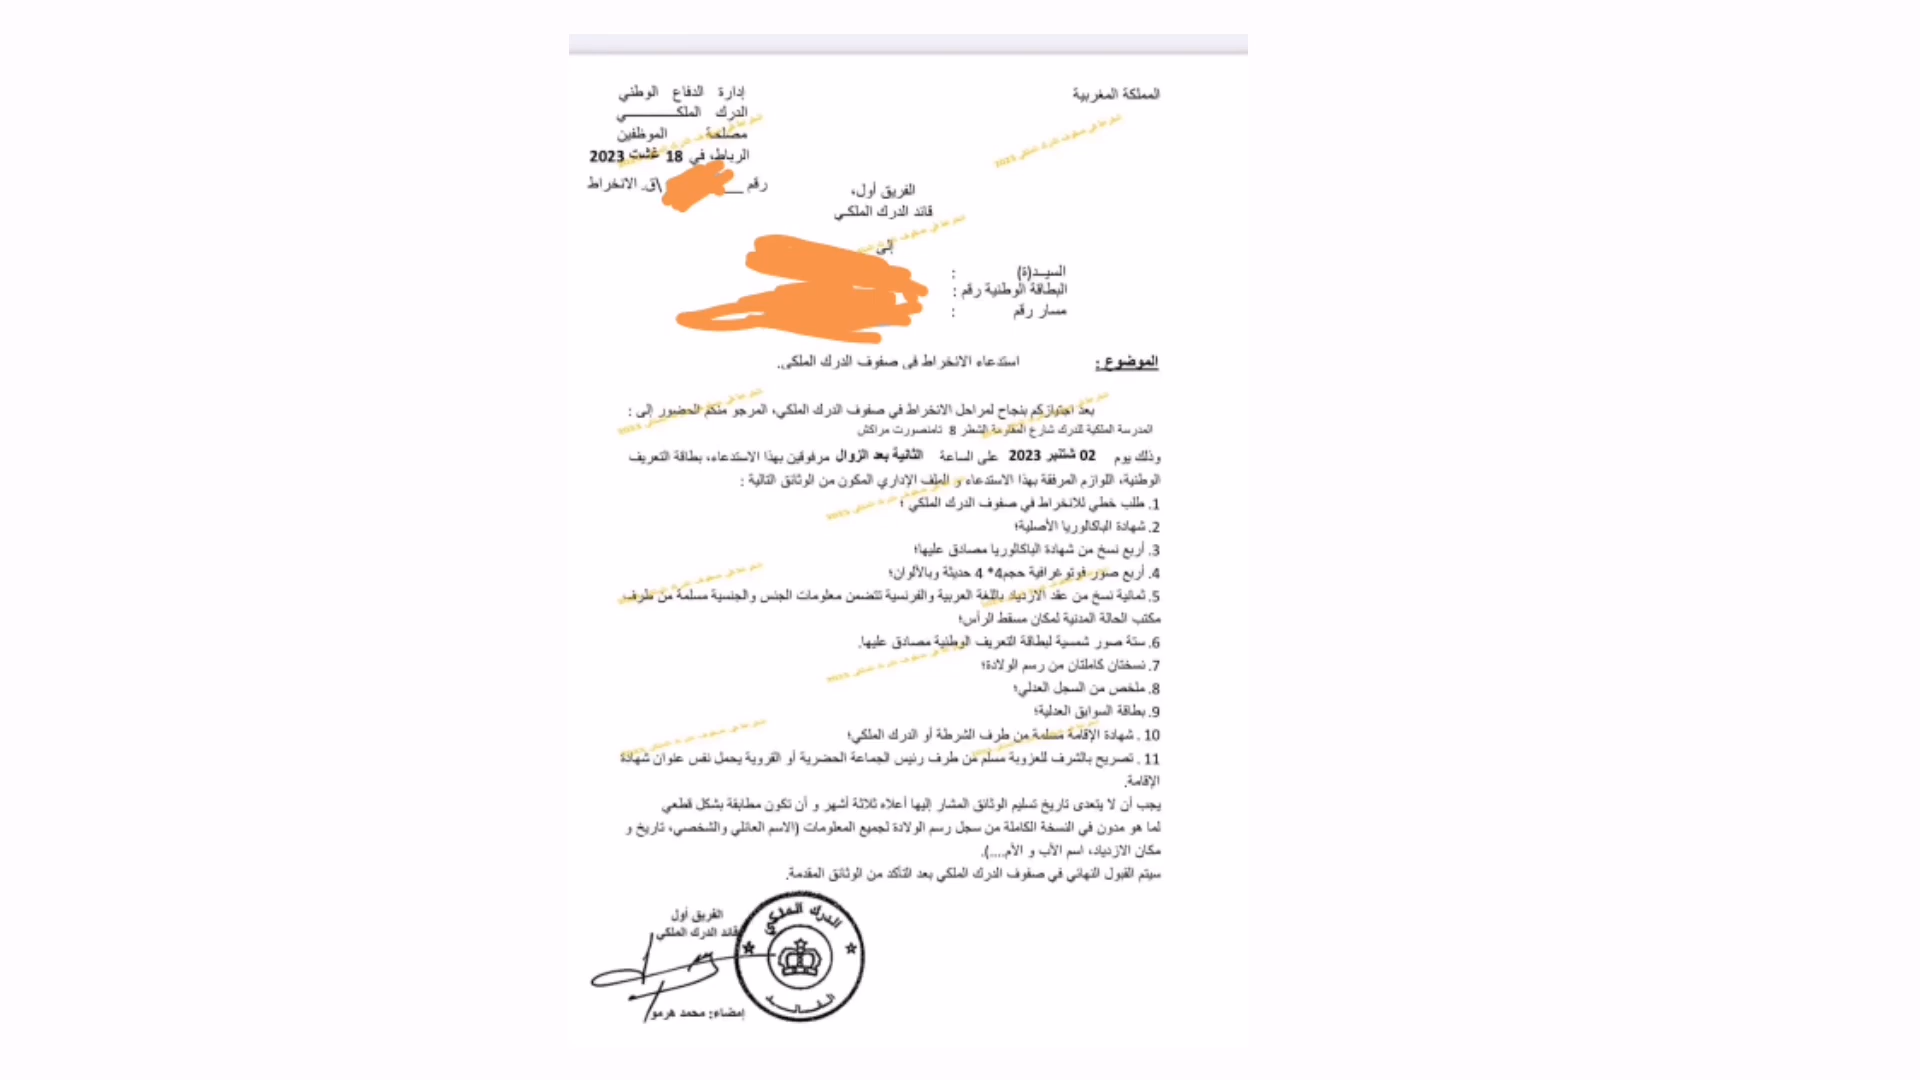 المملكة المغربية
إدارة الدفاع الوطني
الدرك الملكـــــــي
مصلحة الموظفين
الرباط، في 18 غشت 2023
رقم \ق. الانخراط
الفريق أول،
قائد الدرك الملكي
إلى
السيد(ة) :
البطاقة الوطنية رقم :
مسار رقم :
الموضوع : استدعاء الانخراط في صفوف الدرك الملكي.
بعد اجتيازكم بنجاح لمراحل الانخراط في صفوف الدرك الملكي، المرجو منكم الحضور إلى :
المدرسة الملكية للدرك شارع المقاومة الشطر 8 تامنصورت مراكش
وذلك يوم 02 شتنبر 2023 على الساعة الثانية بعد الزوال مرفوقين بهذا الاستدعاء، بطاقة التعريف
الوطنية، اللوازم المرفقة بهذا الاستدعاء و الملف الإداري المكون من الوثائق التالية :
1. طلب خطي للانخراط في صفوف الدرك الملكي ؛
2. شهادة الباكالوريا الأصلية؛
3. أربع نسخ من شهادة الباكالوريا مصادق عليها؛
4. أربع صور فوتوغرافية حجم4* 4 حديثة وبالألوان؛
5. ثمانية نسخ من عقد الازدياد باللغة العربية والفرنسية تتضمن معلومات الجنس والجنسية مسلمة من طرف
مكتب الحالة المدنية لمكان مسقط الرأس؛
6. ستة صور شمسية لبطاقة التعريف الوطنية مصادق عليها.
7. نسختان كاملتان من رسم الولادة؛
8. ملخص من السجل العدلي؛
9. بطاقة السوابق العدلية؛
10 . شهادة الإقامة مسلمة من طرف الشرطة أو الدرك الملكي؛
11 . تصريح بالشرف للعزوبة مسلم من طرف رئيس الجماعة الحضرية أو القروية يحمل نفس عنوان شهادة
الإقامة.
يجب أن لا يتعدى تاريخ تسليم الوثائق المشار إليها أعلاه ثلاثة أشهر و أن تكون مطابقة بشكل قطعي
لما هو مدون في النسخة الكاملة من سجل رسم الولادة لجميع المعلومات (الاسم العائلي والشخصي، تاريخ و
مكان الازدياد، اسم الأب و الأم....).
سيتم القبول النهائي في صفوف الدرك الملكي بعد التأكد من الوثائق المقدمة.
الفريق أول
قائد الدرك الملكي
الدرك الملكي
القـــائـــد
إمضاء: محمد هرمو